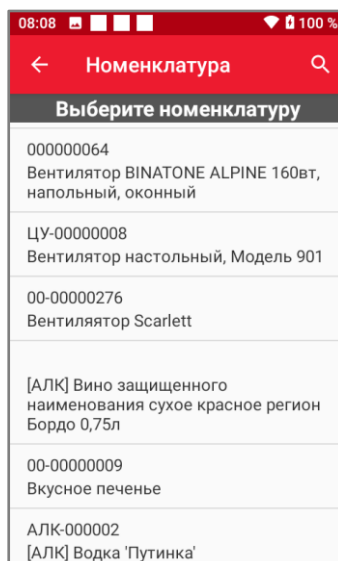 08:08 100 %
Номенклатура
Выберите номенклатуру
000000064
Вентилятор BINATONE ALPINE 160вт,
напольный, оконный
ЦУ-00000008
Вентилятор настольный, Модель 901
00-00000276
Вентиляятор Scarlett
[АЛК] Вино защищенного
наименования сухое красное регион
Бордо 0,75л
00-00000009
Вкусное печенье
АЛК-000002
[АЛК] Водка 'Путинка'